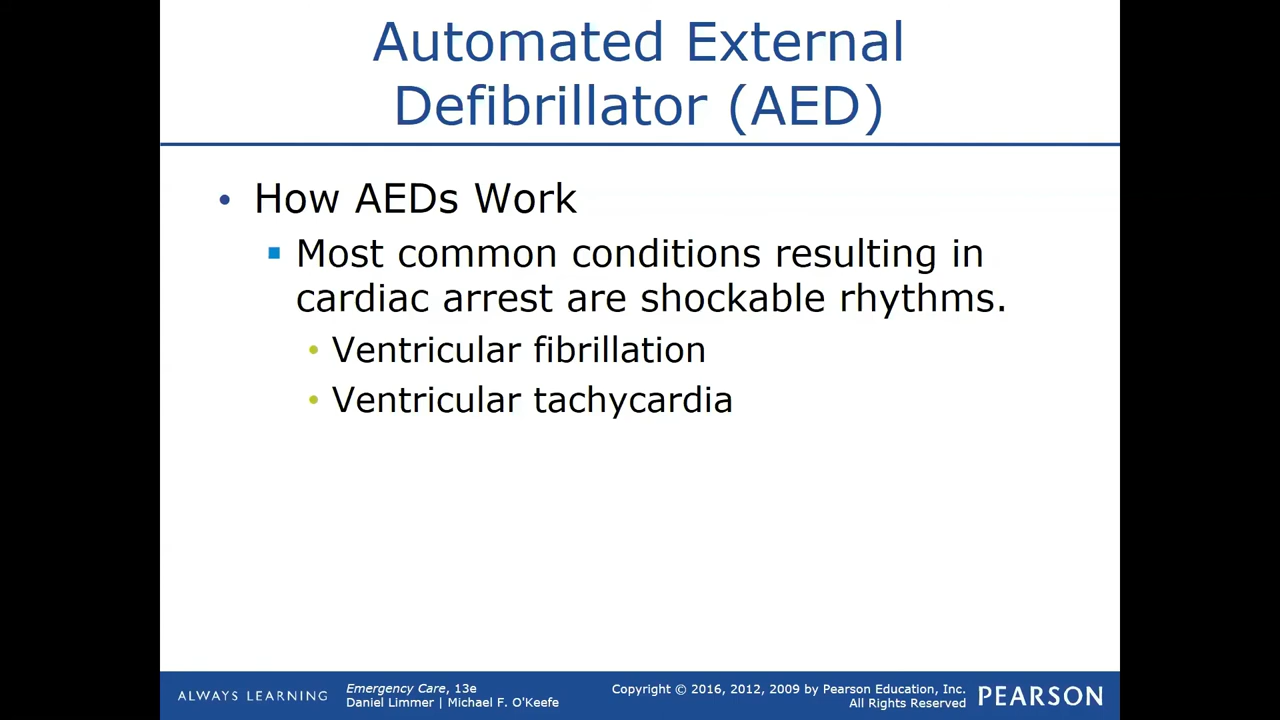 Automated External
Defibrillator (AED)
• How AEDs Work
▪ Most common conditions resulting in
cardiac arrest are shockable rhythms.
• Ventricular fibrillation
• Ventricular tachycardia
ALWAYS LEARNING
Emergency Care, 13e
Daniel Limmer | Michael F. O'Keefe
Copyright © 2016, 2012, 2009 by Pearson Education, Inc.
All Rights Reserved
PEARSON